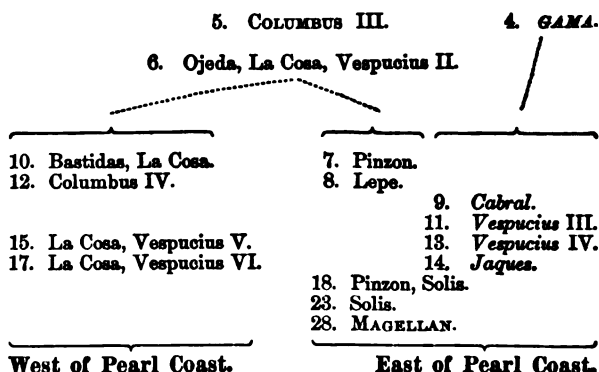 5. COLUMBUS III. 4. GAMA.
6. Ojeda, La Cosa, Vespucius II.
10. Bastidas, La Cosa. 7. Pinzon.
12. Columbus IV. 8. Lepe.
9. Cabral.
11. Vespucius III.
15. La Cosa, Vespucius V. 13. Vespucius IV.
17. La Cosa, Vespucius VI. 14. Jaques.
18. Pinzon, Solis.
23. Solis.
28. MAGELLAN.
West of Pearl Coast. East of Pearl Coast.